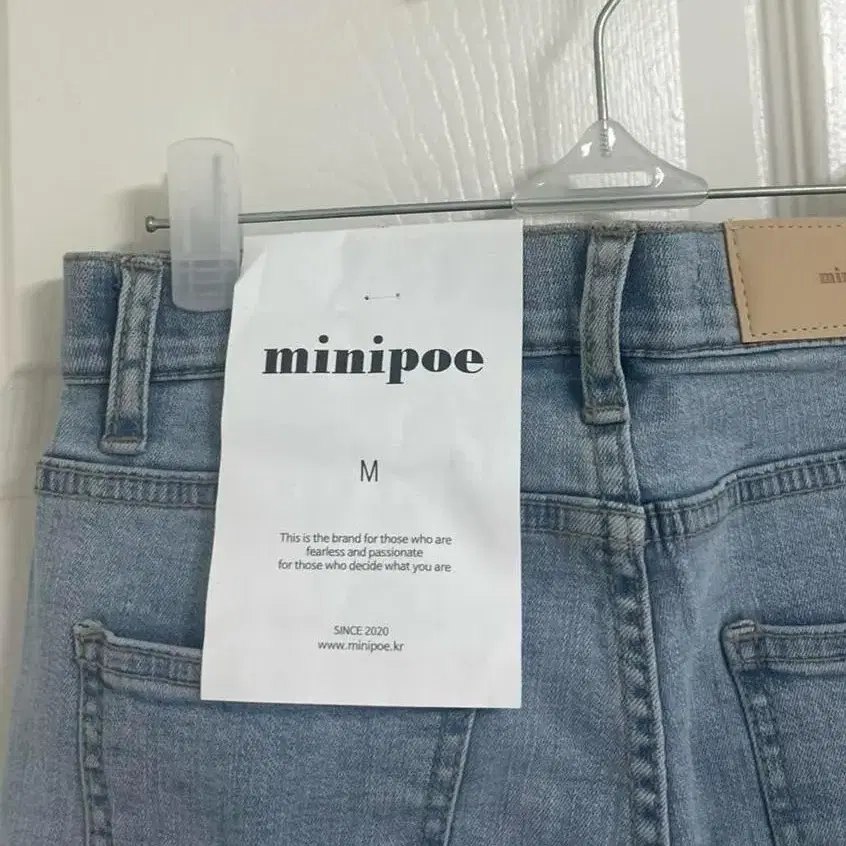 minipoe
M
This is the brand for those who are
fearless and passionate
for those who decide what you are
SINCE 2020
www.minipoe.kr